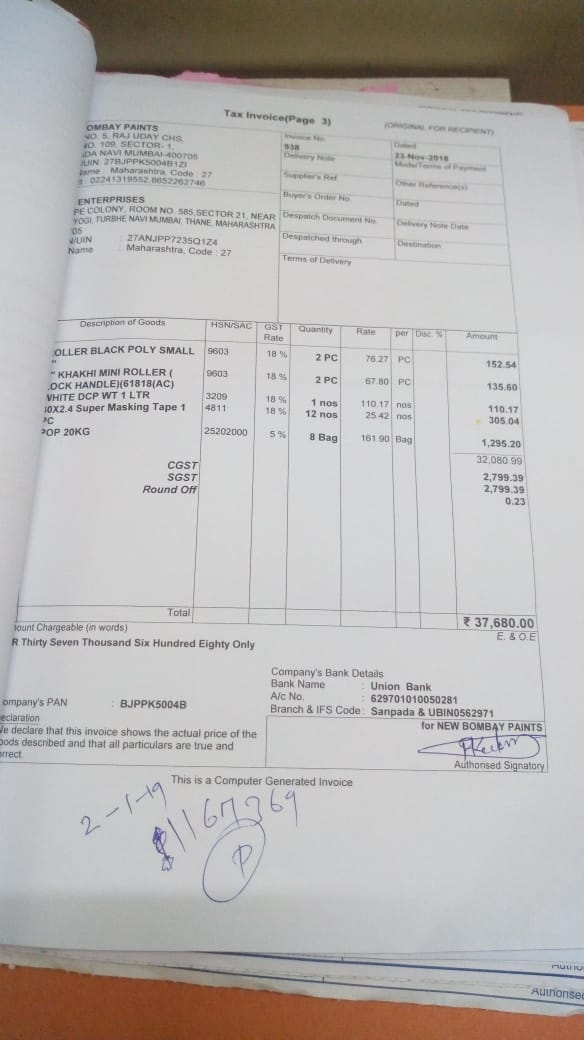 Tax Invoice(Page 3)
(ORIGINAL FOR RECIPIENT)
OMBAY PAINTS
NO. 5, RAJ UDAY CHS,
NO. 109, SECTOR- 1,
DA NAVI MUMBAI-400705
UIN: 27BJPPK5004B1ZI
ame : Maharashtra, Code : 27
02241319552,8652262746
Invoice No.
938
Dated
23-Nov-2018
Delivery Note
Mode/Terms of Payment
Supplier's Ref.
Other Reference(s)
Buyer's Order No.
Dated
ENTERPRISES
PE COLONY, ROOM NO. 585,SECTOR 21, NEAR
YOGI, TURBHE NAVI MUMBAI, THANE, MAHARASHTRA
05
N/UIN : 27ANJPP7235Q1Z4
Name : Maharashtra, Code : 27
Despatch Document No.
Delivery Note Date
Despatched through
Destination
Terms of Delivery
Description of Goods HSN/SAC GST Rate Quantity Rate per Disc. % Amount
OLLER BLACK POLY SMALL 9603 18 % 2 PC 76.27 PC 152.54
"
" KHAKHI MINI ROLLER ( 9603 18 % 2 PC 67.80 PC 135.60
OCK HANDLE)(61818(AC)
WHITE DCP WT 1 LTR 3209 18 % 1 nos 110.17 nos 110.17
0X2.4 Super Masking Tape 1 4811 18 % 12 nos 25.42 nos 305.04
PC
POP 20KG 25202000 5 % 8 Bag 161.90 Bag 1,295.20
32,080.99
CGST 2,799.39
SGST 2,799.39
Round Off 0.23
Total ₹ 37,680.00
ount Chargeable (in words) E. & O.E
R Thirty Seven Thousand Six Hundred Eighty Only
Company's Bank Details
Bank Name : Union Bank
A/c No. : 629701010050281
Branch & IFS Code : Sanpada & UBIN0562971
ompany's PAN : BJPPK5004B
eclaration
We declare that this invoice shows the actual price of the
oods described and that all particulars are true and
orrect.
for NEW BOMBAY PAINTS
Authorised Signatory
This is a Computer Generated Invoice
2-1-19
1167369
P
Authorised